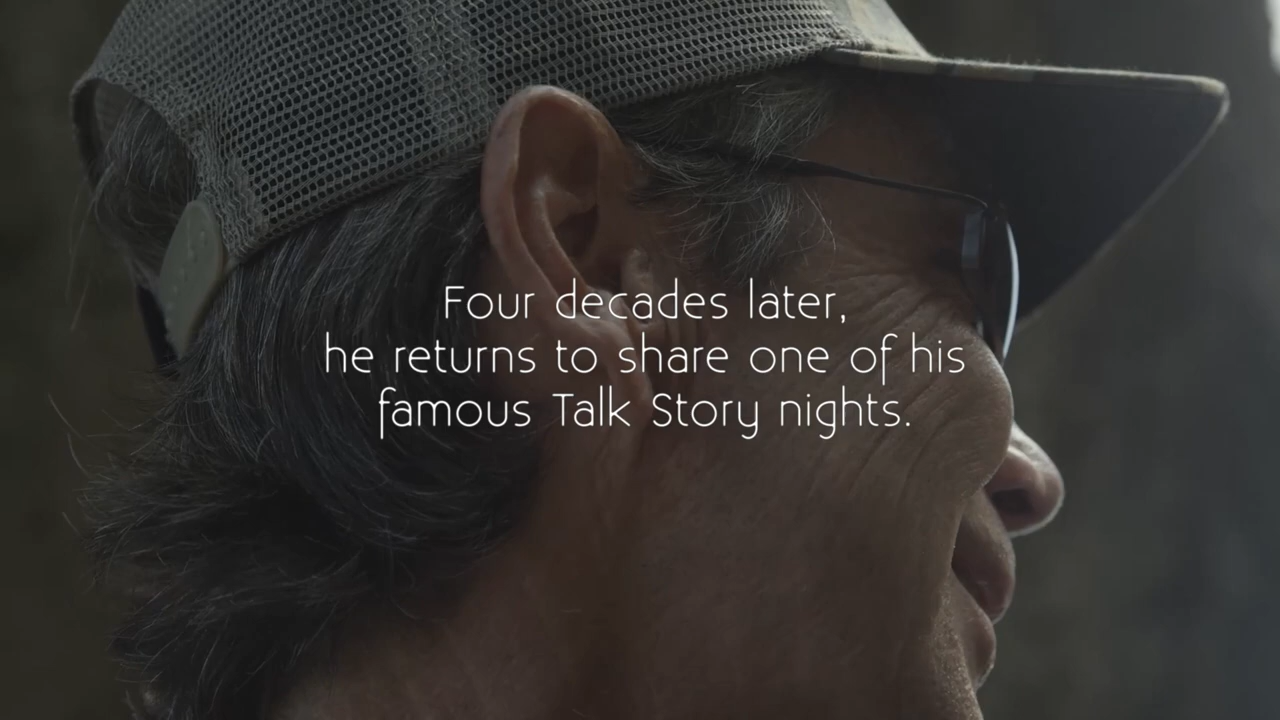 Four decades later,
he returns to share one of his
famous Talk Story nights.